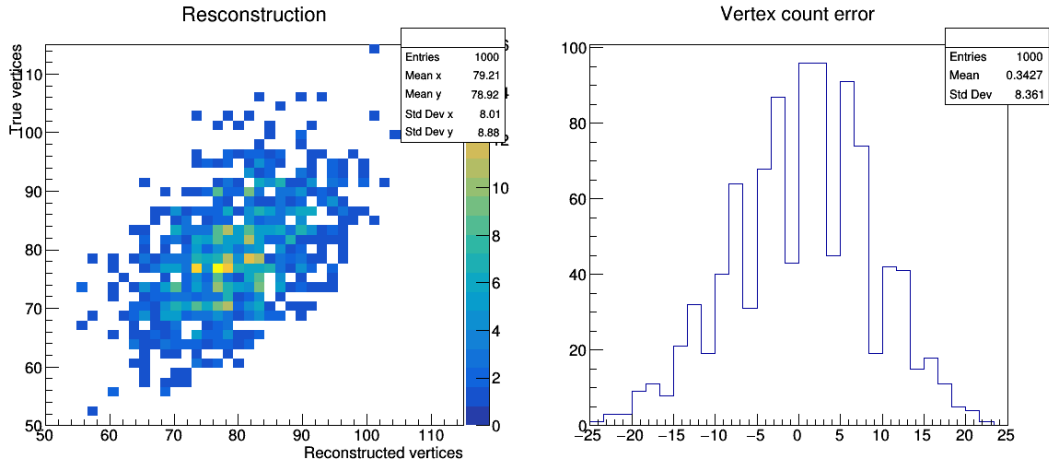 Resconstruction
True vertices
110
100
90
80
70
60
50
50 60 70 80 90 100 110
Reconstructed vertices
Entries 1000
Mean x 79.21
Mean y 78.92
Std Dev x 8.01
Std Dev y 8.88
12
10
8
6
4
2
0
Vertex count error
100
80
60
40
20
0
−25 −20 −15 −10 −5 0 5 10 15 20 25
Entries 1000
Mean 0.3427
Std Dev 8.361